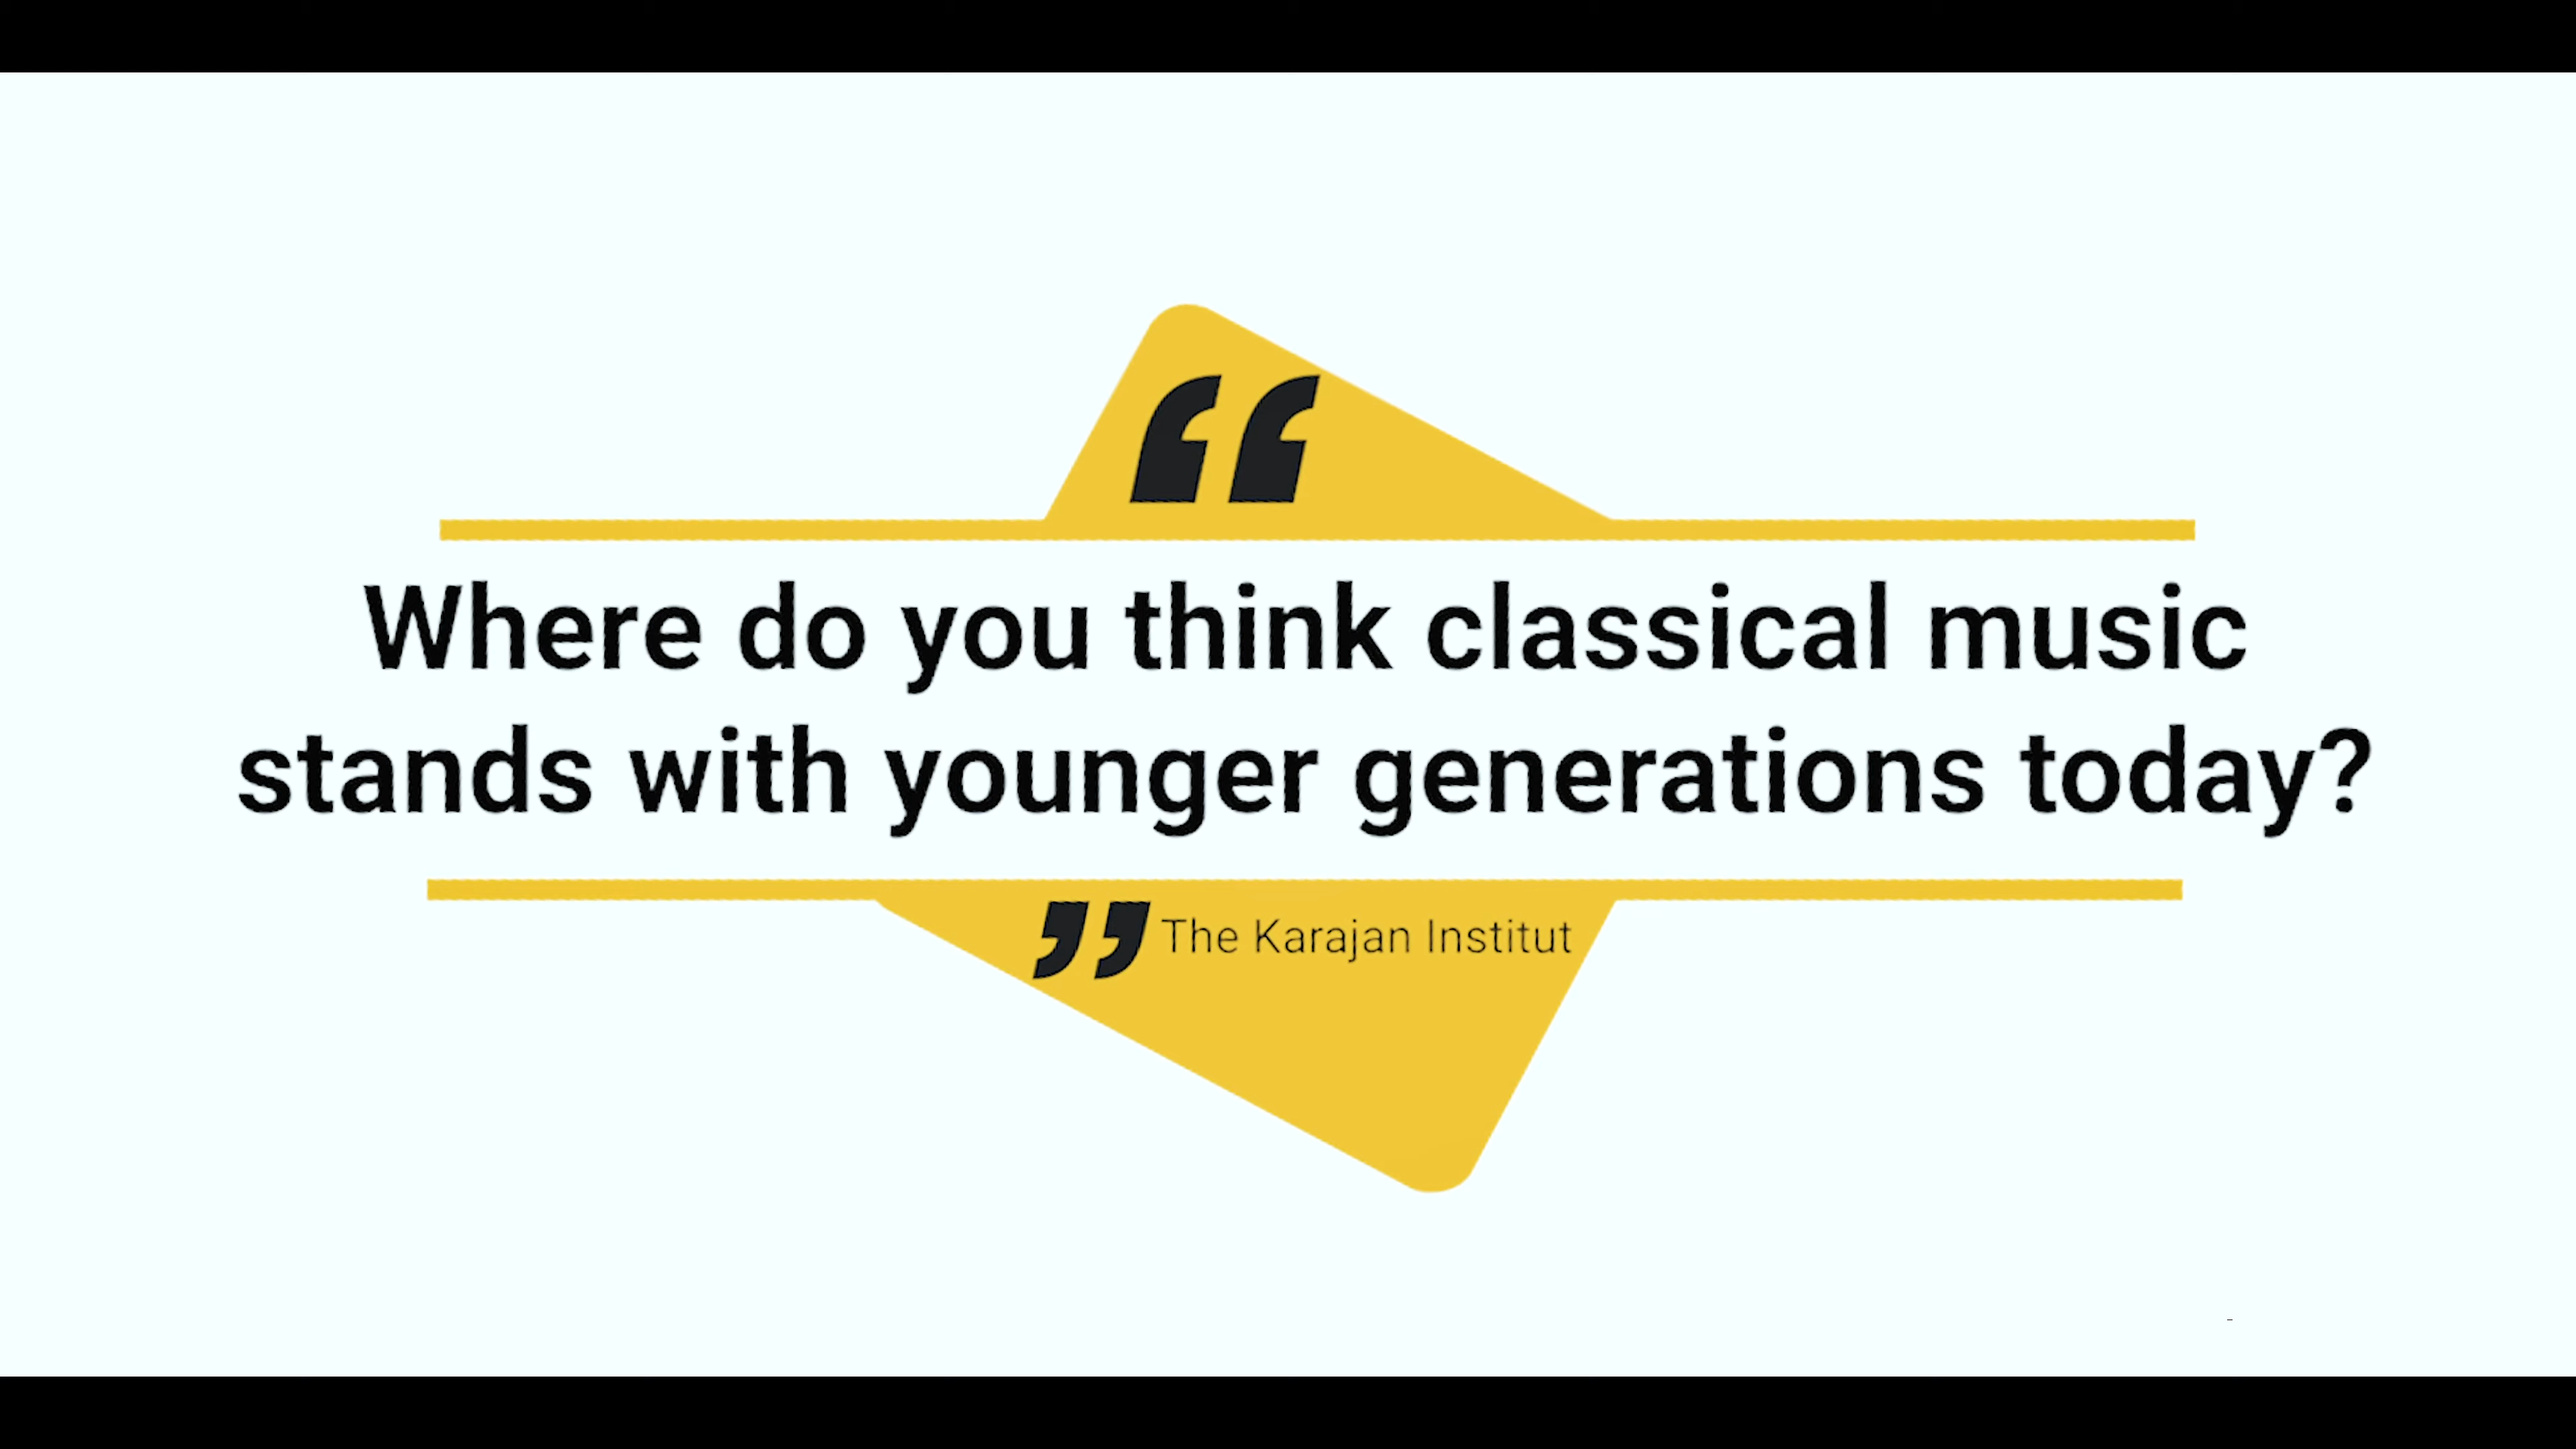 “
Where do you think classical music
stands with younger generations today?
” The Karajan Institut